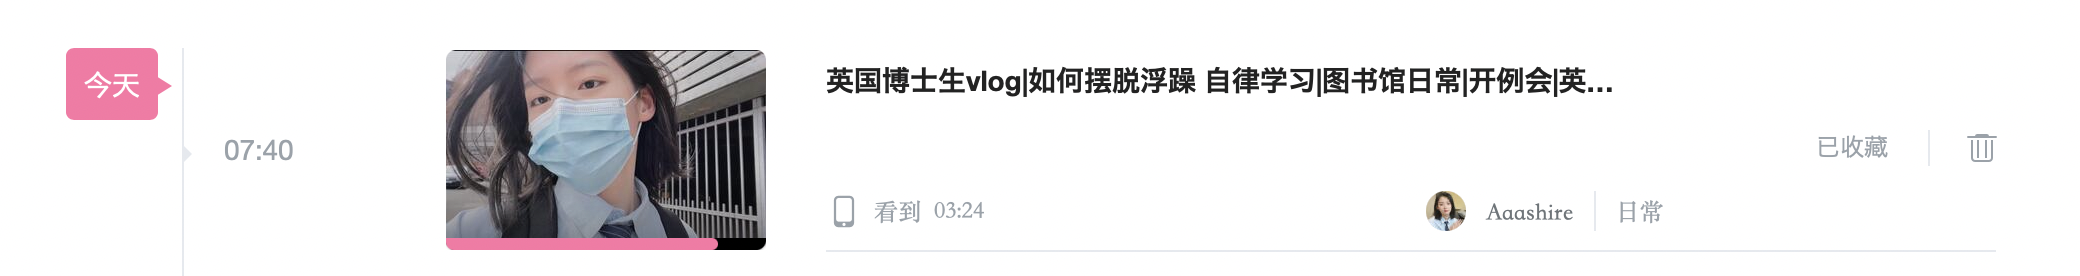 今天
07:40
英国博士生vlog|如何摆脱浮躁 自律学习|图书馆日常|开例会|英...
已收藏
看到 03:24
Aaashire
日常